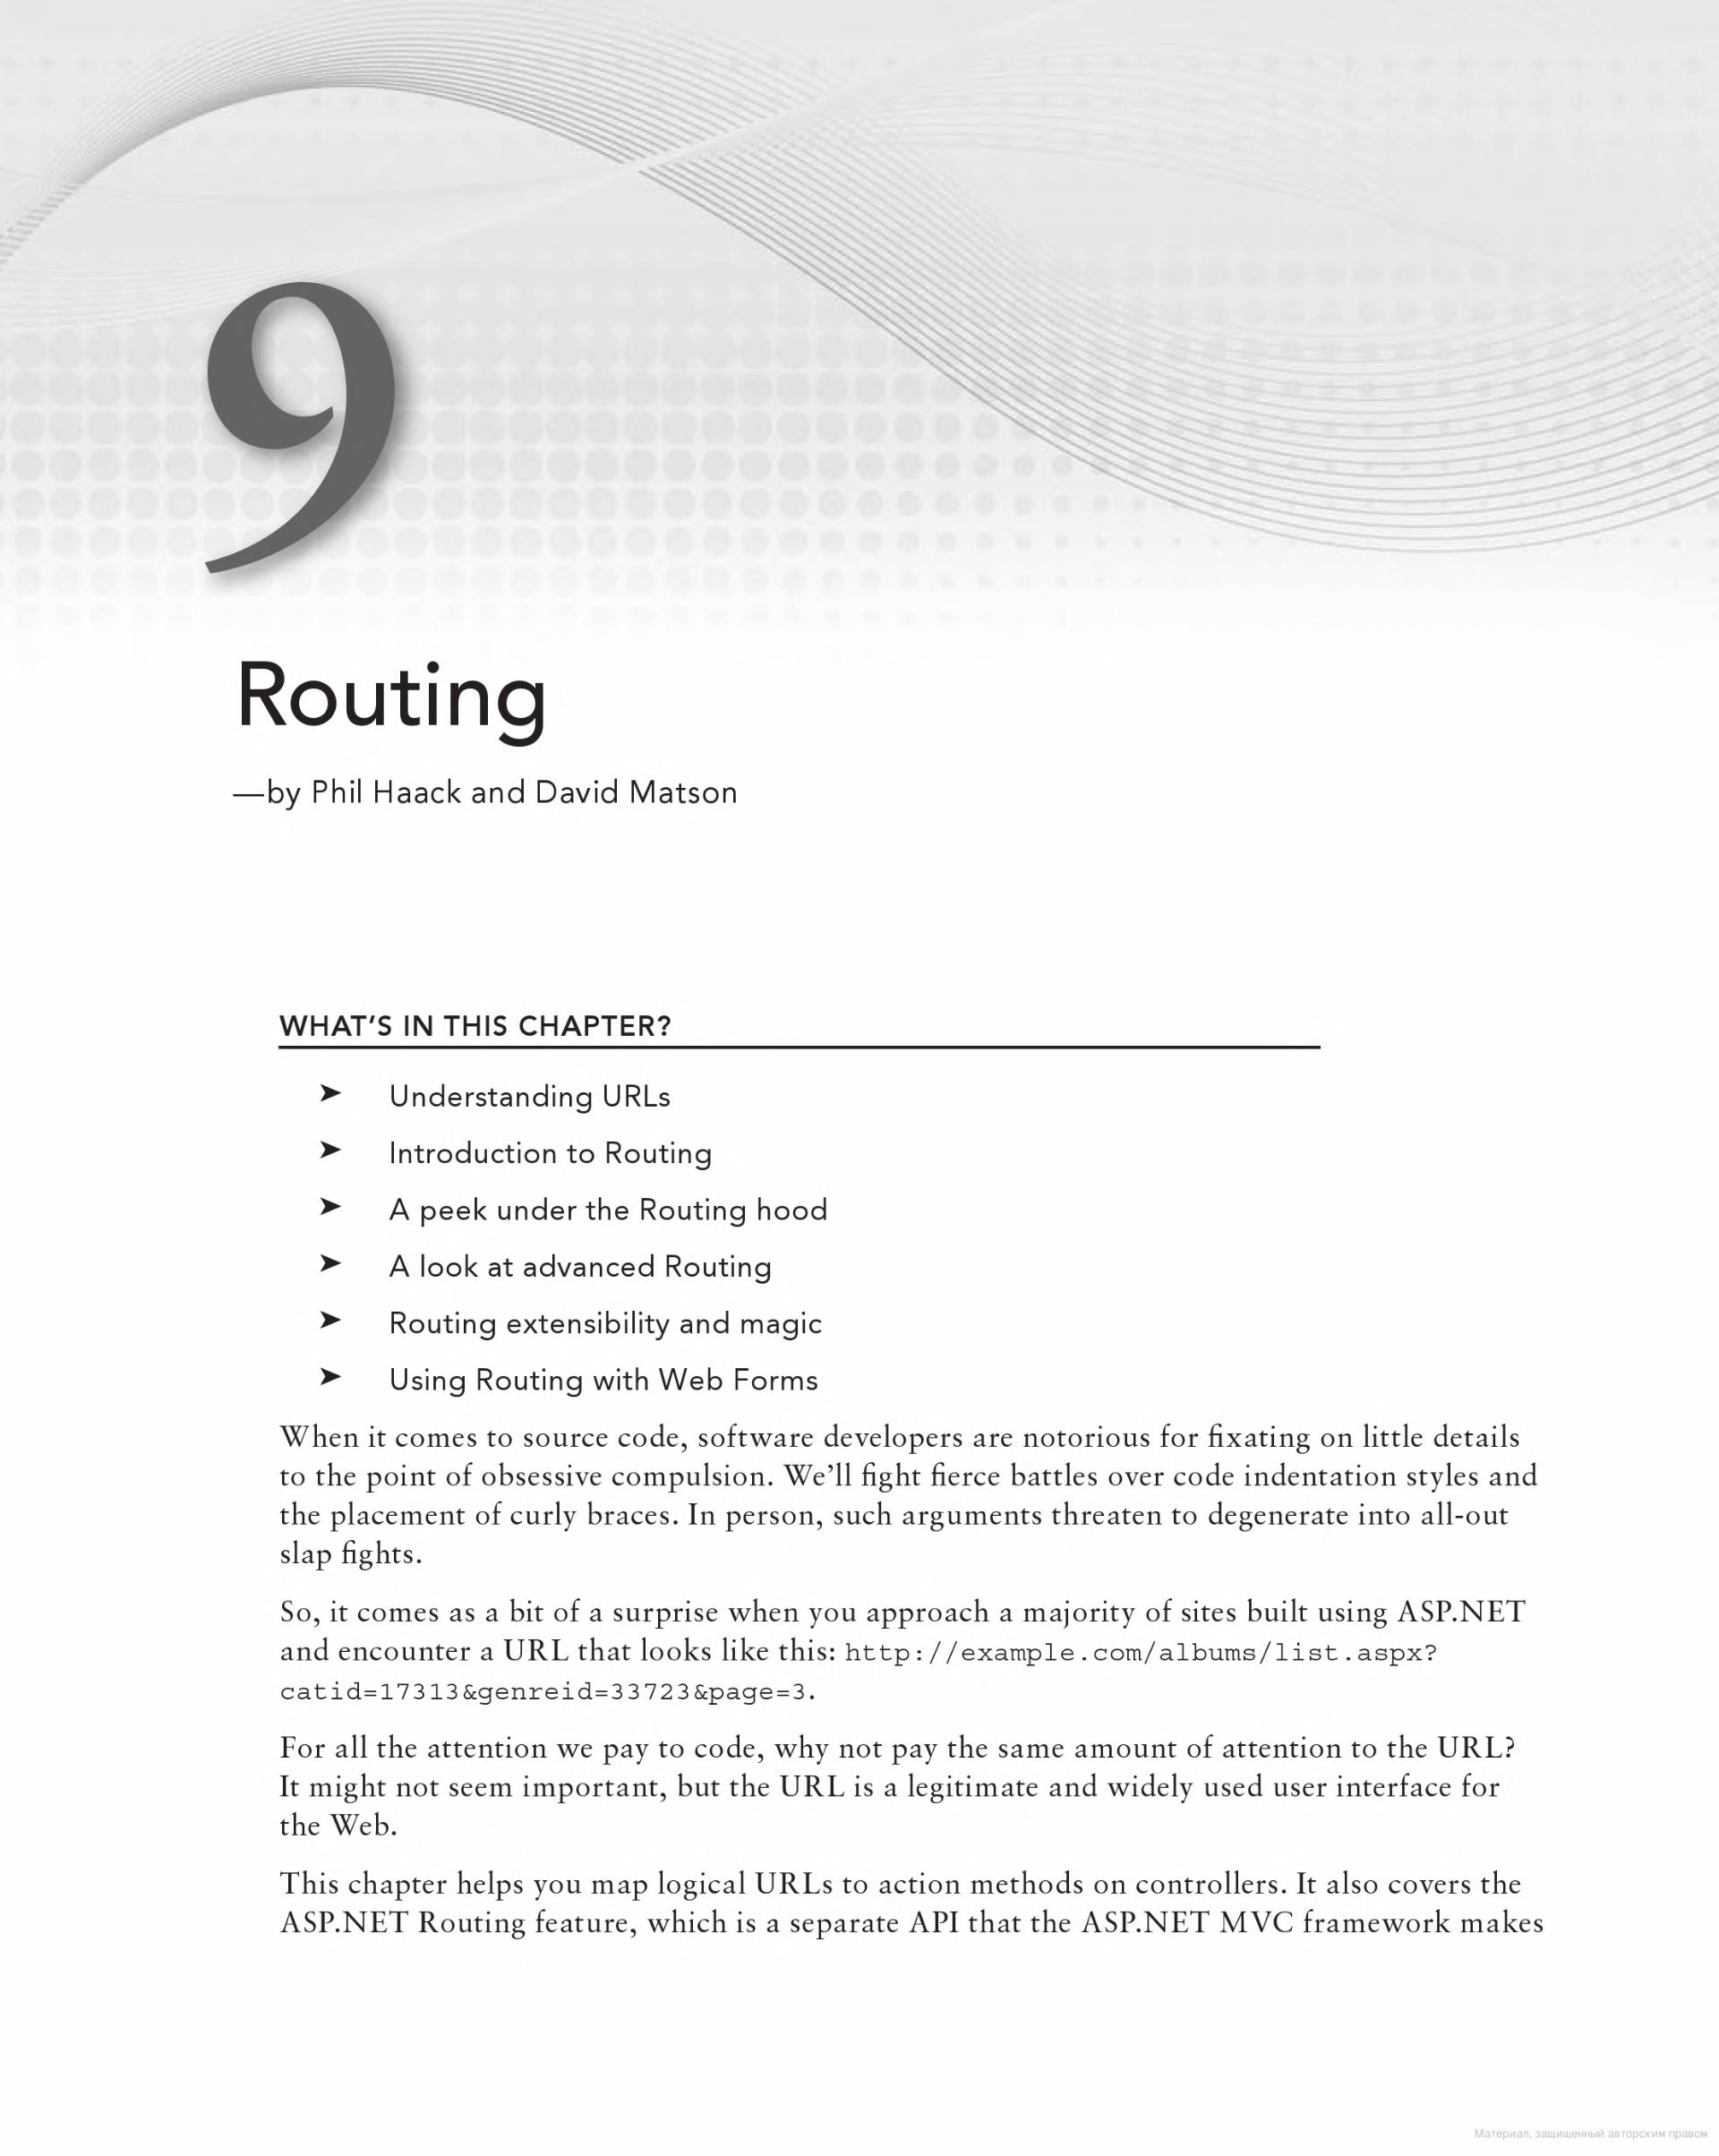 9
Routing
—by Phil Haack and David Matson
WHAT’S IN THIS CHAPTER?
➤ Understanding URLs
➤ Introduction to Routing
➤ A peek under the Routing hood
➤ A look at advanced Routing
➤ Routing extensibility and magic
➤ Using Routing with Web Forms
When it comes to source code, software developers are notorious for fixating on little details
to the point of obsessive compulsion. We’ll fight fierce battles over code indentation styles and
the placement of curly braces. In person, such arguments threaten to degenerate into all-out
slap fights.
So, it comes as a bit of a surprise when you approach a majority of sites built using ASP.NET
and encounter a URL that looks like this: http://example.com/albums/list.aspx?
catid=17313&genreid=33723&page=3.
For all the attention we pay to code, why not pay the same amount of attention to the URL?
It might not seem important, but the URL is a legitimate and widely used user interface for
the Web.
This chapter helps you map logical URLs to action methods on controllers. It also covers the
ASP.NET Routing feature, which is a separate API that the ASP.NET MVC framework makes
Материал, защищенный авторским правом